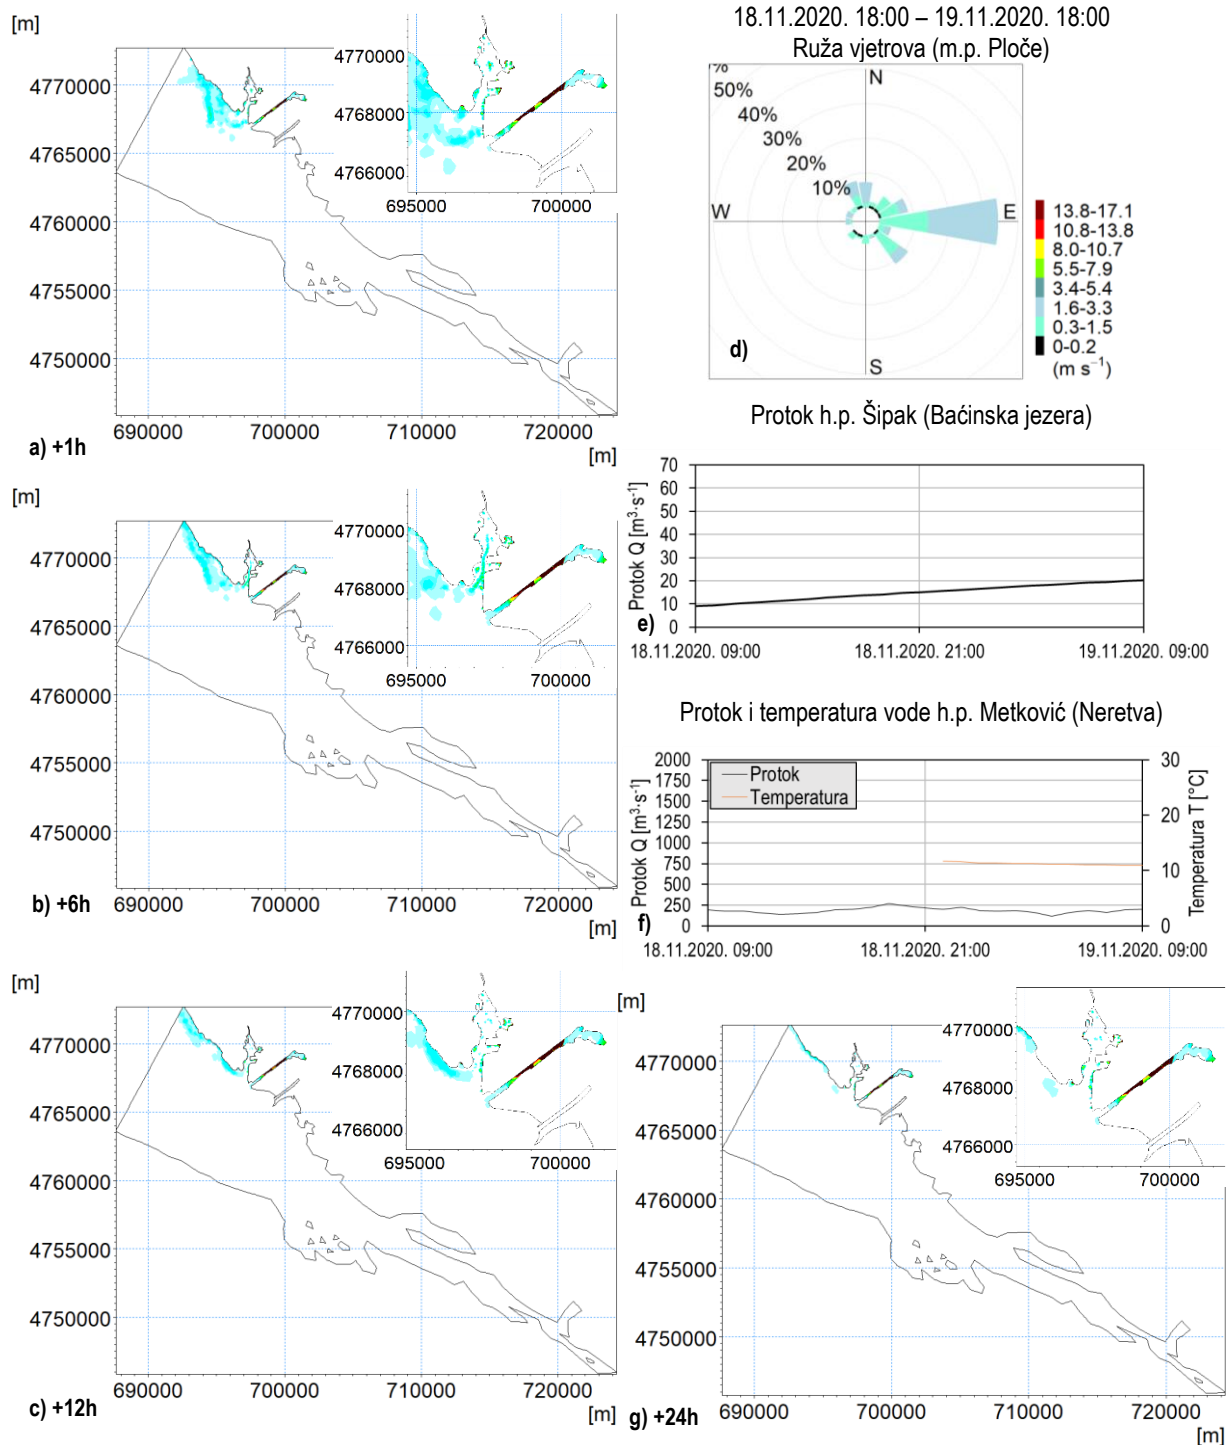 [m]
4770000
4765000
4760000
4755000
4750000
690000 700000 710000 720000
[m]
4770000
4768000
4766000
695000 700000
a) +1h
18.11.2020. 18:00 – 19.11.2020. 18:00
Ruža vjetrova (m.p. Ploče)
%
50%
40%
30%
20%
10%
N
W
E
S
13.8-17.1
10.8-13.8
8.0-10.7
5.5-7.9
3.4-5.4
1.6-3.3
0.3-1.5
0-0.2
(m s⁻¹)
d)
Protok h.p. Šipak (Baćinska jezera)
Protok Q [m³·s⁻¹]
70
60
50
40
30
20
10
0
e)
18.11.2020. 09:00 18.11.2020. 21:00 19.11.2020. 09:00
[m]
4770000
4765000
4760000
4755000
4750000
690000 700000 710000 720000
[m]
4770000
4768000
4766000
695000 700000
b) +6h
Protok i temperatura vode h.p. Metković (Neretva)
Protok Q [m³·s⁻¹]
2000
1750
1500
1250
1000
750
500
250
0
Protok
Temperatura
30
20
10
0
Temperatura T [°C]
f)
18.11.2020. 09:00 18.11.2020. 21:00 19.11.2020. 09:00
[m]
4770000
4765000
4760000
4755000
4750000
690000 700000 710000 720000
[m]
4770000
4768000
4766000
695000 700000
c) +12h
[m]
4770000
4765000
4760000
4755000
4750000
690000 700000 710000 720000
[m]
4770000
4768000
4766000
695000 700000
g) +24h